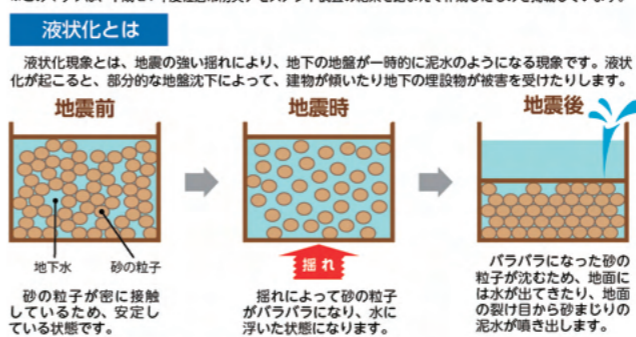 液状化とは
液状化現象とは、地震の強い揺れにより、地下の地盤が一時的に泥水のようになる現象です。液状
化が起こると、部分的な地盤沈下によって、建物が傾いたり地下の埋設物が被害を受けたりします。
地震前
地震時
地震後
地下水
砂の粒子
揺れ
砂の粒子が密に接触
しているため、安定し
ている状態です。
揺れによって砂の粒子
がバラバラになり、水に
浮いた状態になります。
バラバラになった砂の
粒子が沈むため、地面に
は水が出てきたり、地面
の裂け目から砂まじりの
泥水が噴き出します。